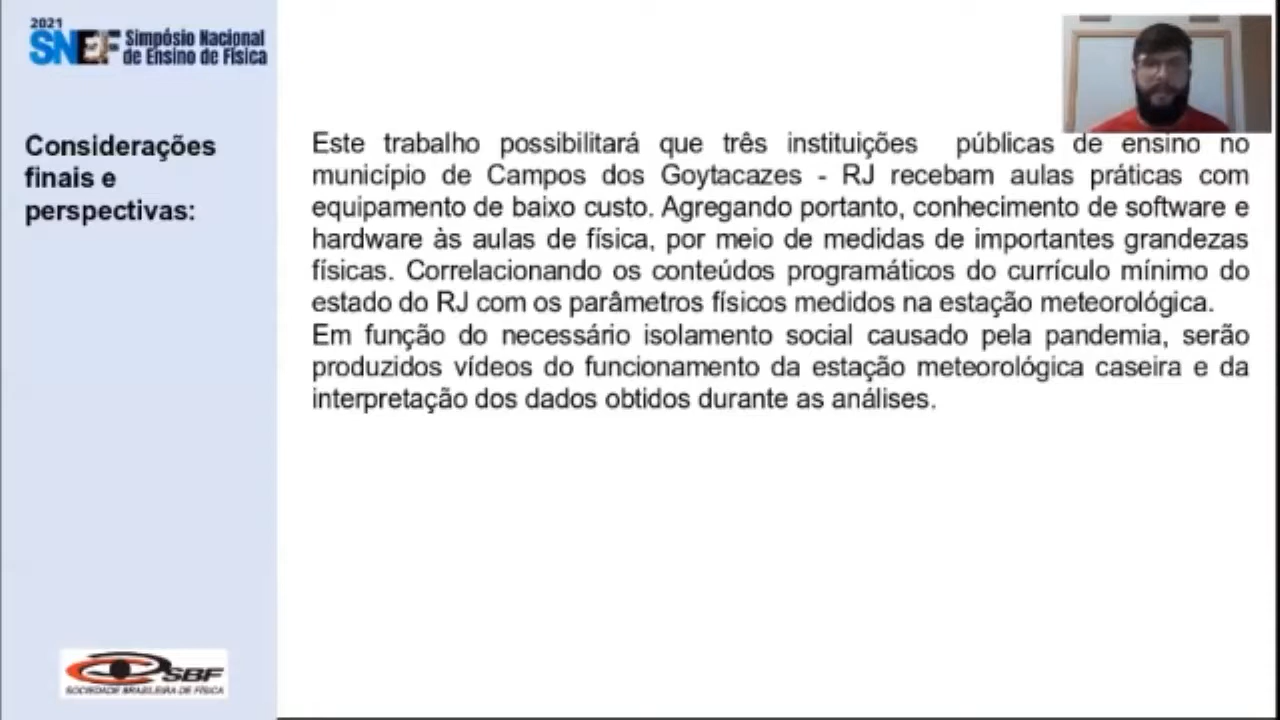 2021
SNEF Simpósio Nacional
de Ensino de Física
Considerações
finais e
perspectivas:
Este trabalho possibilitará que três instituições públicas de ensino no
município de Campos dos Goytacazes - RJ recebam aulas práticas com
equipamento de baixo custo. Agregando portanto, conhecimento de software e
hardware às aulas de física, por meio de medidas de importantes grandezas
físicas. Correlacionando os conteúdos programáticos do currículo mínimo do
estado do RJ com os parâmetros físicos medidos na estação meteorológica.
Em função do necessário isolamento social causado pela pandemia, serão
produzidos vídeos do funcionamento da estação meteorológica caseira e da
interpretação dos dados obtidos durante as análises.
SBF
SOCIEDADE BRASILEIRA DE FÍSICA